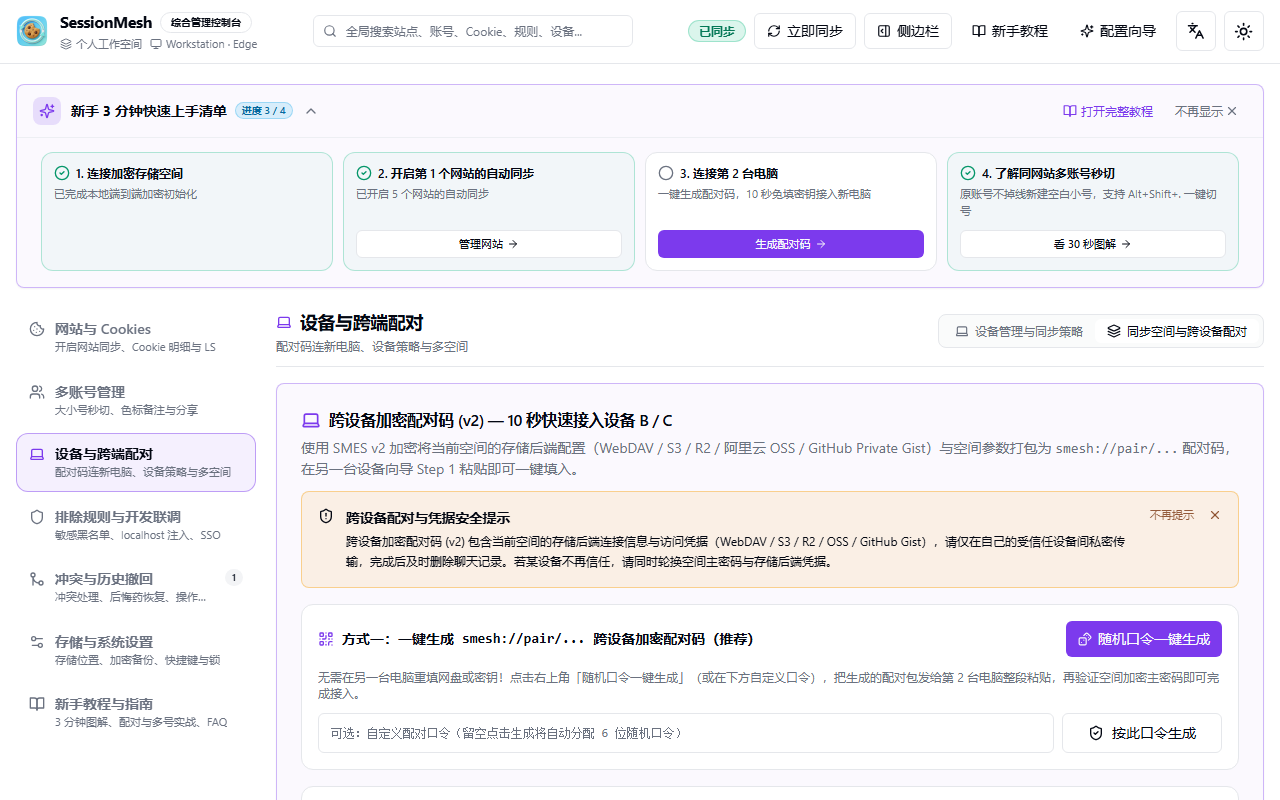 SessionMesh 综合管理控制台
个人工作空间 Workstation · Edge
全局搜索站点、账号、Cookie、规则、设备...
已同步 立即同步 侧边栏 新手教程 配置向导
新手 3 分钟快速上手清单 进度 3 / 4
打开完整教程 不再显示
1. 连接加密存储空间
已完成本地端到端加密初始化
2. 开启第 1 个网站的自动同步
已开启 5 个网站的自动同步
管理网站 →
3. 连接第 2 台电脑
一键生成配对码，10 秒免填密钥接入新电脑
生成配对码 →
4. 了解同网站多账号秒切
原账号不掉线新建空白小号，支持 Alt+Shift+. 一键切
号
看 30 秒图解 →
网站与 Cookies
开启网站同步、Cookie 明细与 LS
多账号管理
大小号秒切、色标备注与分享
设备与跨端配对
配对码连新电脑、设备策略与多空间
排除规则与开发联调
敏感黑名单、localhost 注入、SSO
冲突与历史撤回 1
冲突处理、后悔药恢复、操作...
存储与系统设置
存储位置、加密备份、快捷键与锁
新手教程与指南
3 分钟图解、配对与多号实战、FAQ
设备与跨端配对
配对码连新电脑、设备策略与多空间
设备管理与同步策略 同步空间与跨设备配对
跨设备加密配对码 (v2) — 10 秒快速接入设备 B / C
使用 SMES v2 加密将当前空间的存储后端配置（WebDAV / S3 / R2 / 阿里云 OSS / GitHub Private Gist）与空间参数打包为 smesh://pair/... 配对码，
在另一台设备向导 Step 1 粘贴即可一键填入。
跨设备配对与凭据安全提示 不再提示
跨设备加密配对码 (v2) 包含当前空间的存储后端连接信息与访问凭据（WebDAV / S3 / R2 / OSS / GitHub Gist），请仅在自己的受信任设备间私密传
输，完成后及时删除聊天记录。若某设备不再信任，请同时轮换空间主密码与存储后端凭据。
方式一：一键生成 smesh://pair/... 跨设备加密配对码（推荐）
随机口令一键生成
无需在另一台电脑重填网盘或密钥！点击右上角「随机口令一键生成」（或在下方自定义口令），把生成的配对包发给第 2 台电脑整段粘贴，再验证空间加密主密码即可完
成接入。
可选：自定义配对口令（留空点击生成将自动分配 6 位随机口令）
按此口令生成